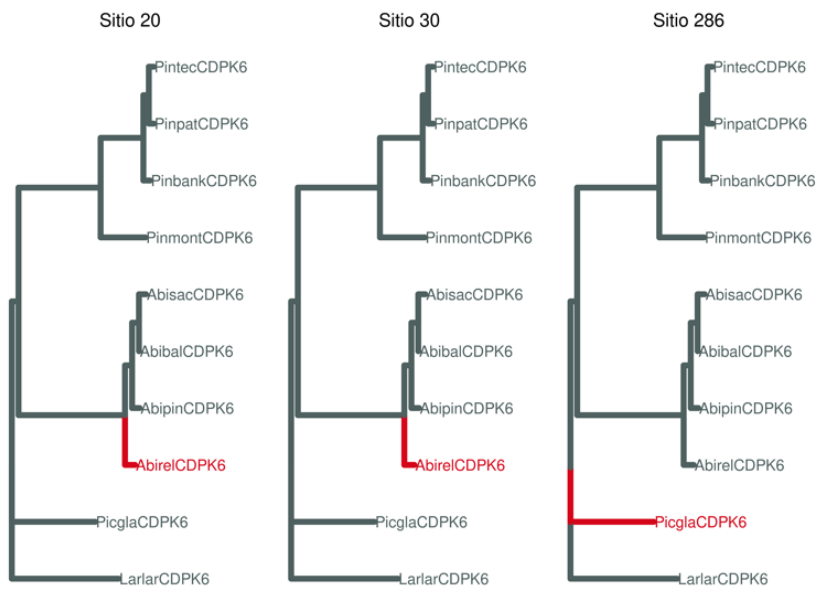 Sitio 20
PintecCDPK6
PinpatCDPK6
PinbankCDPK6
PinmontCDPK6
AbisacCDPK6
AbibalCDPK6
AbipinCDPK6
AbirelCDPK6
PicglaCDPK6
LarlarCDPK6
Sitio 30
PintecCDPK6
PinpatCDPK6
PinbankCDPK6
PinmontCDPK6
AbisacCDPK6
AbibalCDPK6
AbipinCDPK6
AbirelCDPK6
PicglaCDPK6
LarlarCDPK6
Sitio 286
PintecCDPK6
PinpatCDPK6
PinbankCDPK6
PinmontCDPK6
AbisacCDPK6
AbibalCDPK6
AbipinCDPK6
AbirelCDPK6
PicglaCDPK6
LarlarCDPK6